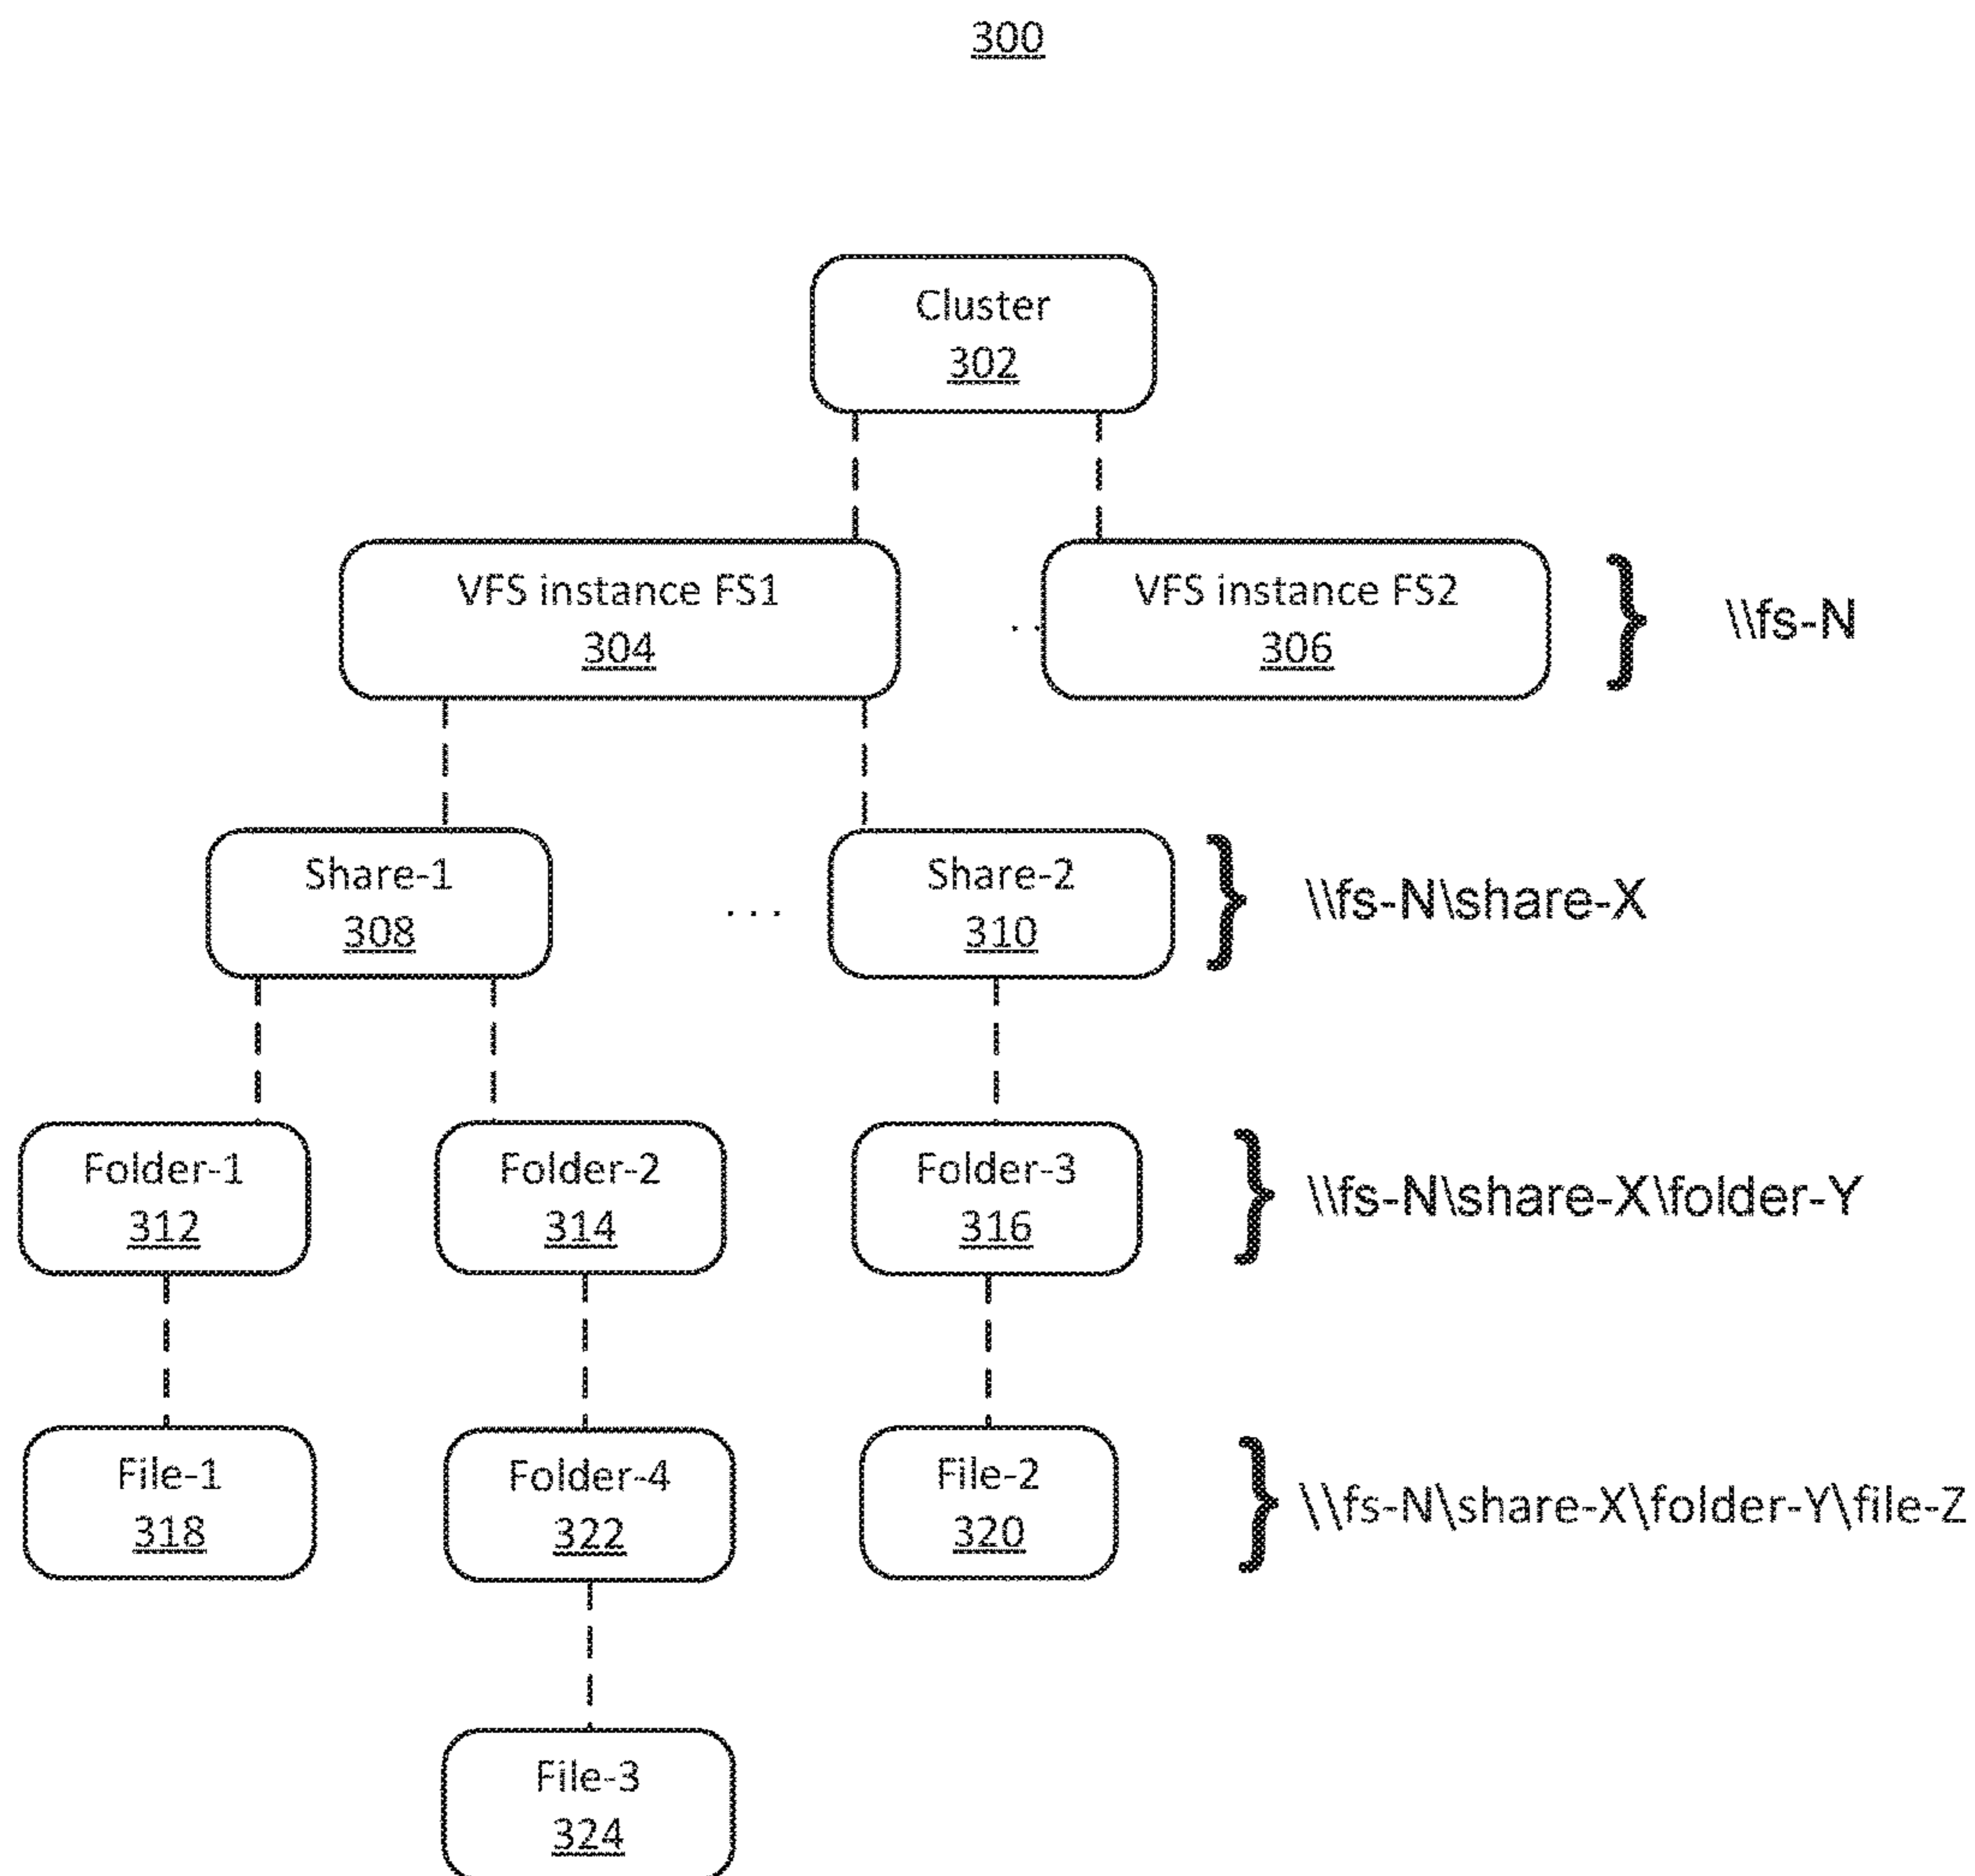 300
Cluster
302
VFS instance FS1
304
. .
VFS instance FS2
306
} \\fs-N
Share-1
308
. . .
Share-2
310
} \\fs-N\share-X
Folder-1
312
Folder-2
314
Folder-3
316
} \\fs-N\share-X\folder-Y
File-1
318
Folder-4
322
File-2
320
} \\fs-N\share-X\folder-Y\file-Z
File-3
324